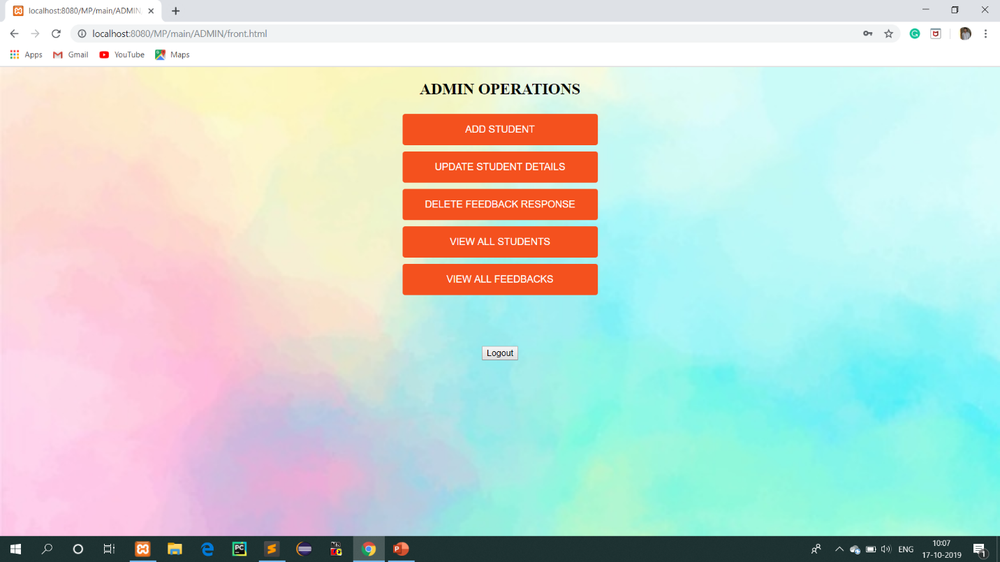 localhost:8080/MP/main/ADMIN
localhost:8080/MP/main/ADMIN/front.html
Apps Gmail YouTube Maps
ADMIN OPERATIONS
ADD STUDENT
UPDATE STUDENT DETAILS
DELETE FEEDBACK RESPONSE
VIEW ALL STUDENTS
VIEW ALL FEEDBACKS
Logout
PC
ENG
10:07
17-10-2019
1